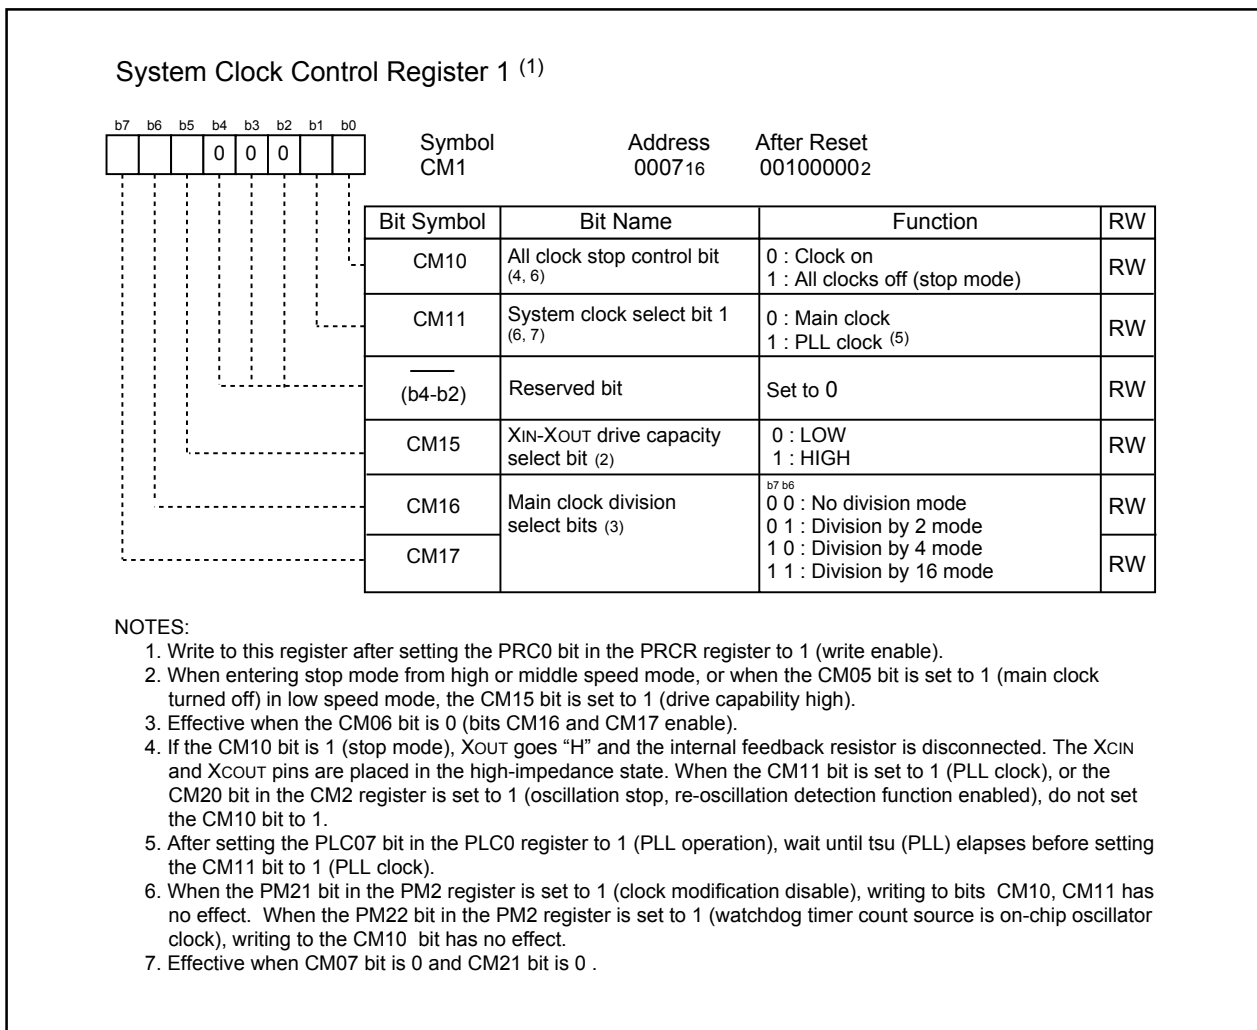 System Clock Control Register 1 (1)
b7 b6 b5 b4 b3 b2 b1 b0
0 0 0
Symbol Address After Reset
CM1 000716 001000002
Bit Symbol Bit Name Function RW
CM10 All clock stop control bit (4, 6) 0 : Clock on 1 : All clocks off (stop mode) RW
CM11 System clock select bit 1 (6, 7) 0 : Main clock 1 : PLL clock (5) RW
(b4-b2) Reserved bit Set to 0 RW
CM15 XIN-XOUT drive capacity select bit (2) 0 : LOW 1 : HIGH RW
CM16 Main clock division select bits (3) b7 b6
0 0 : No division mode RW
0 1 : Division by 2 mode
CM17 1 0 : Division by 4 mode
1 1 : Division by 16 mode RW
NOTES:
1. Write to this register after setting the PRC0 bit in the PRCR register to 1 (write enable).
2. When entering stop mode from high or middle speed mode, or when the CM05 bit is set to 1 (main clock
turned off) in low speed mode, the CM15 bit is set to 1 (drive capability high).
3. Effective when the CM06 bit is 0 (bits CM16 and CM17 enable).
4. If the CM10 bit is 1 (stop mode), XOUT goes “H” and the internal feedback resistor is disconnected. The XCIN
and XCOUT pins are placed in the high-impedance state. When the CM11 bit is set to 1 (PLL clock), or the
CM20 bit in the CM2 register is set to 1 (oscillation stop, re-oscillation detection function enabled), do not set
the CM10 bit to 1.
5. After setting the PLC07 bit in the PLC0 register to 1 (PLL operation), wait until tsu (PLL) elapses before setting
the CM11 bit to 1 (PLL clock).
6. When the PM21 bit in the PM2 register is set to 1 (clock modification disable), writing to bits CM10, CM11 has
no effect. When the PM22 bit in the PM2 register is set to 1 (watchdog timer count source is on-chip oscillator
clock), writing to the CM10 bit has no effect.
7. Effective when CM07 bit is 0 and CM21 bit is 0 .